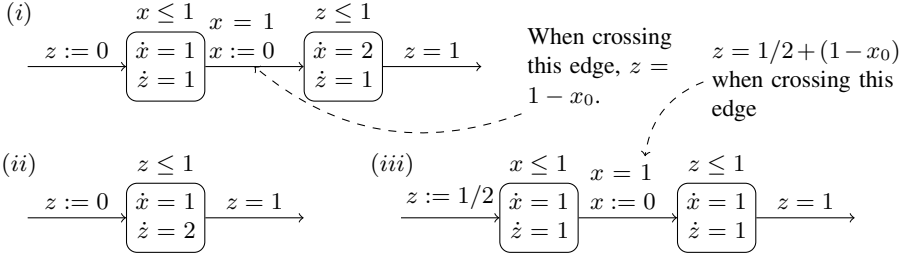 (i)
x ≤ 1
z ≤ 1
z := 0
ẋ = 1
ż = 1
x = 1
x := 0
ẋ = 2
ż = 1
z = 1
When crossing
this edge, z =
1 − x₀.
z = 1/2 + (1 − x₀)
when crossing this
edge
(ii)
z ≤ 1
z := 0
ẋ = 1
ż = 2
z = 1
(iii)
x ≤ 1
z ≤ 1
z := 1/2
ẋ = 1
ż = 1
x = 1
x := 0
ẋ = 1
ż = 1
z = 1